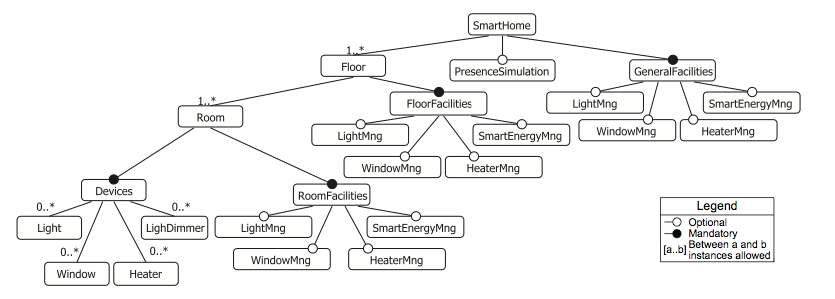 SmartHome
1..*
Floor
PresenceSimulation
GeneralFacilities
1..*
Room
FloorFacilities
LightMng
SmartEnergyMng
WindowMng
HeaterMng
LightMng
SmartEnergyMng
WindowMng
HeaterMng
Devices
RoomFacilities
0..*
0..*
Light
LighDimmer
LightMng
SmartEnergyMng
0..*
0..*
Window
Heater
WindowMng
HeaterMng
Legend
Optional
Mandatory
[a..b] Between a and b
instances allowed